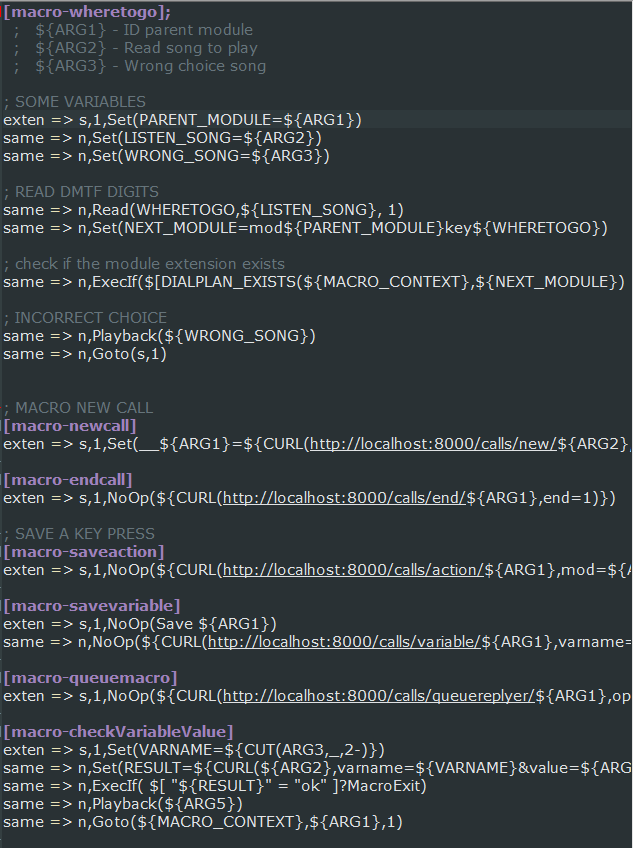 [macro-wheretogo];
; ${ARG1} - ID parent module
; ${ARG2} - Read song to play
; ${ARG3} - Wrong choice song
; SOME VARIABLES
exten => s,1,Set(PARENT_MODULE=${ARG1})
same => n,Set(LISTEN_SONG=${ARG2})
same => n,Set(WRONG_SONG=${ARG3})
; READ DMTF DIGITS
same => n,Read(WHERETOGO,${LISTEN_SONG}, 1)
same => n,Set(NEXT_MODULE=mod${PARENT_MODULE}key${WHERETOGO})
; check if the module extension exists
same => n,ExecIf($[DIALPLAN_EXISTS(${MACRO_CONTEXT},${NEXT_MODULE})
; INCORRECT CHOICE
same => n,Playback(${WRONG_SONG})
same => n,Goto(s,1)
; MACRO NEW CALL
[macro-newcall]
exten => s,1,Set(__${ARG1}=${CURL(http://localhost:8000/calls/new/${ARG2},
[macro-endcall]
exten => s,1,NoOp(${CURL(http://localhost:8000/calls/end/${ARG1},end=1)})
; SAVE A KEY PRESS
[macro-saveaction]
exten => s,1,NoOp(${CURL(http://localhost:8000/calls/action/${ARG1},mod=${A
[macro-savevariable]
exten => s,1,NoOp(Save ${ARG1})
same => n,NoOp(${CURL(http://localhost:8000/calls/variable/${ARG1},varname=
[macro-queuemacro]
exten => s,1,NoOp(${CURL(http://localhost:8000/calls/queuereplyer/${ARG1},op
[macro-checkVariableValue]
exten => s,1,Set(VARNAME=${CUT(ARG3,_,2-)})
same => n,Set(RESULT=${CURL(${ARG2},varname=${VARNAME}&value=${ARG
same => n,ExecIf( $[ "${RESULT}" = "ok" ]?MacroExit)
same => n,Playback(${ARG5})
same => n,Goto(${MACRO_CONTEXT},${ARG1},1)